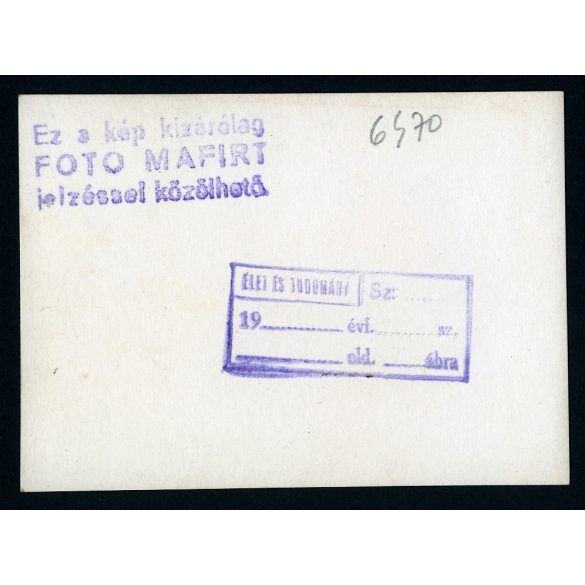 Ez a kép kizárólag
FOTO MAFIRT
jelzéssel közölhető.
6570
ÉLET ÉS TUDOMÁNY Sz:
19 évf. sz.
old. ábra